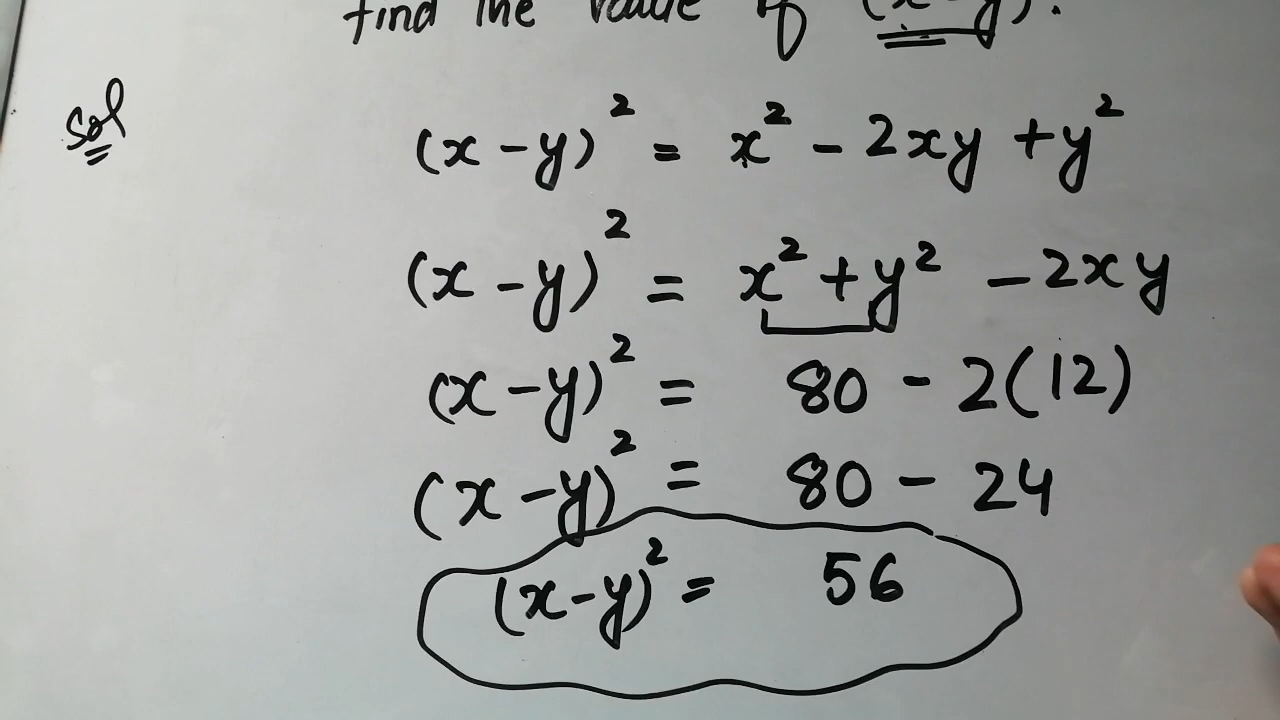 find the value of (x-y).
Sol
(x-y)² = x² - 2xy + y²
(x-y)² = x² + y² - 2xy
(x-y)² = 80 - 2(12)
(x-y)² = 80 - 24
(x-y)² = 56